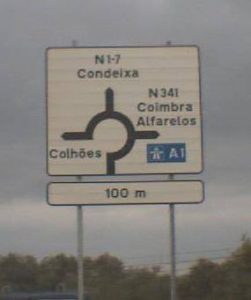 N1-7
Condeixa
N341
Coimbra
Alfarelos
Colhões
A1
100 m